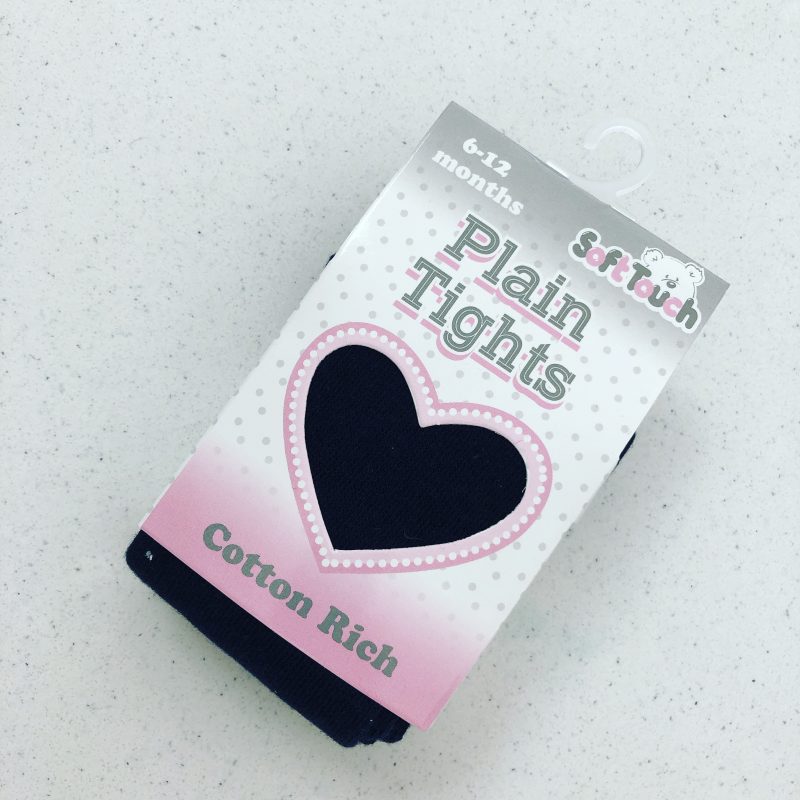 6-12
months
Soft Touch
Plain
Tights
Cotton Rich